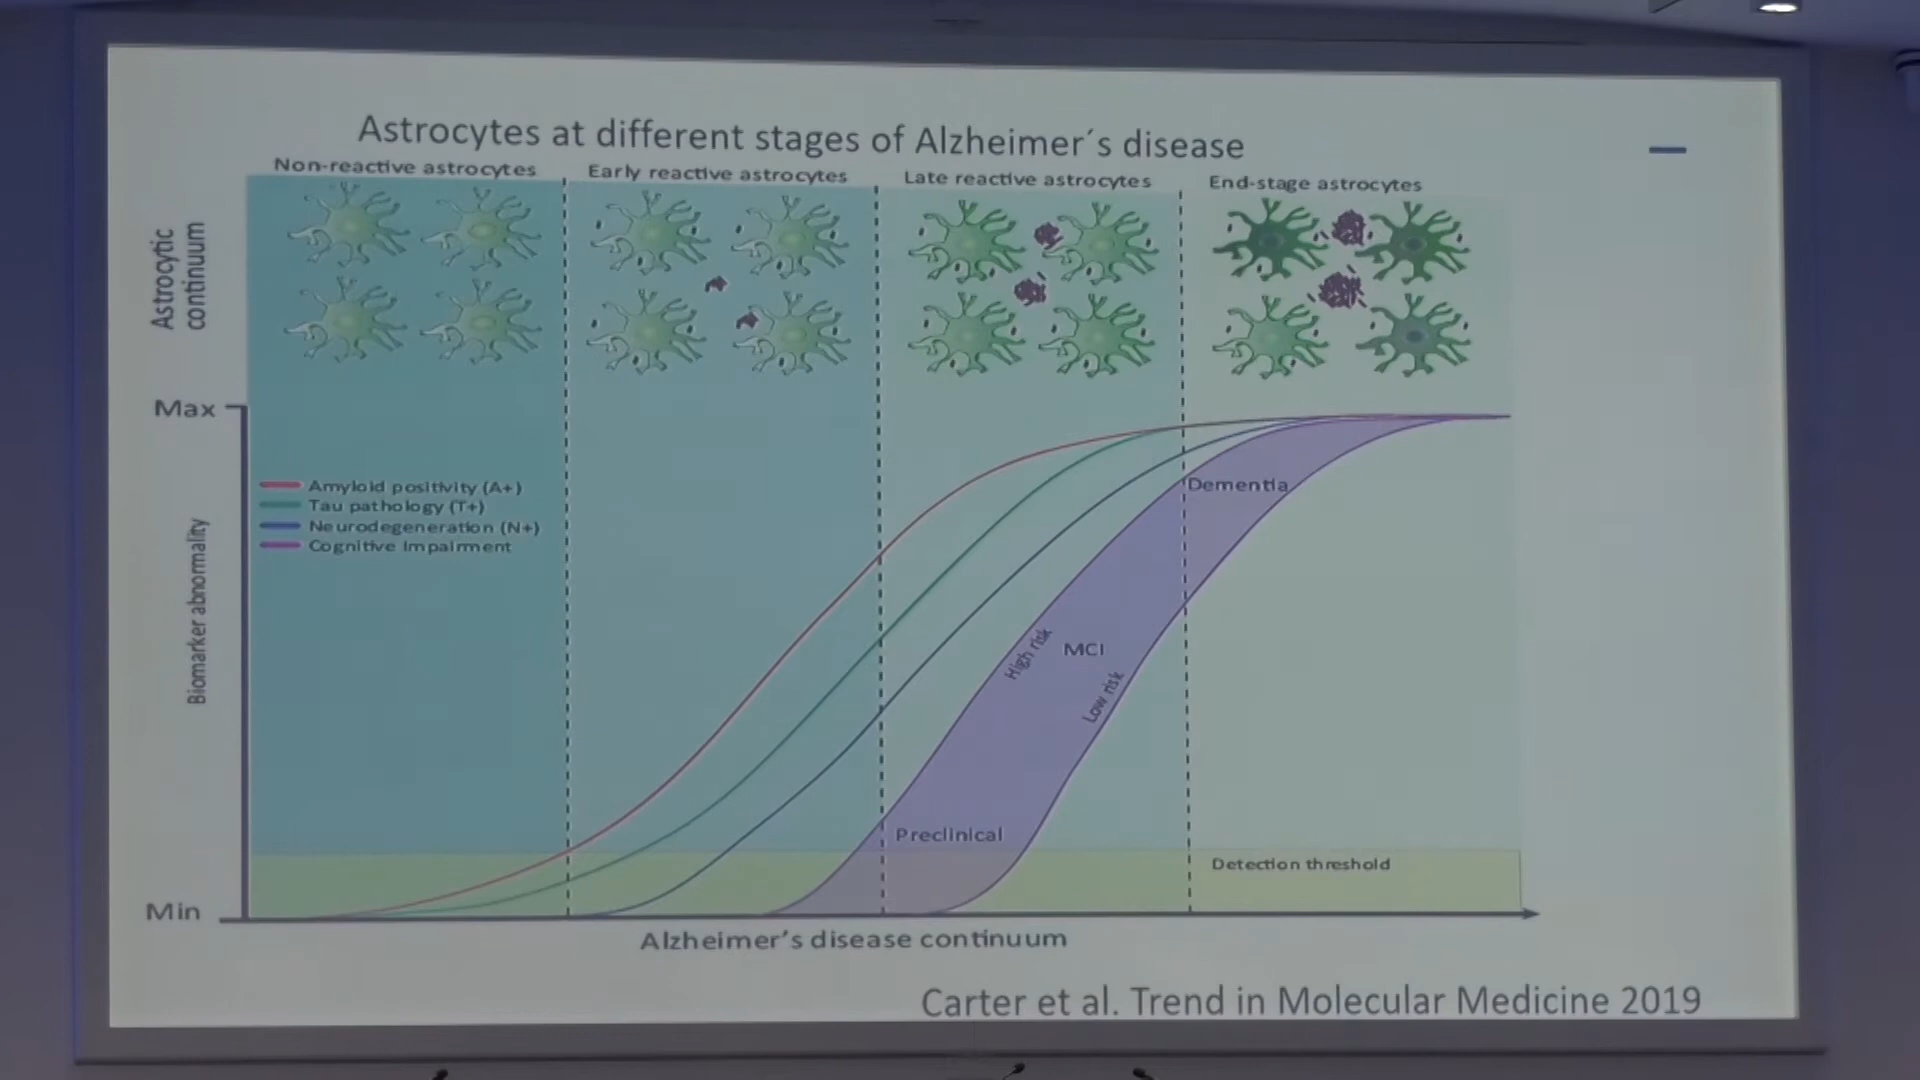 Astrocytes at different stages of Alzheimer´s disease
Non-reactive astrocytes
Early reactive astrocytes
Late reactive astrocytes
End-stage astrocytes
Astrocytic
continuum
Max
Amyloid positivity (A+)
Tau pathology (T+)
Neurodegeneration (N+)
Cognitive Impairment
Biomarker abnormality
Dementia
High risk
MCI
Low risk
Preclinical
Detection threshold
Min
Alzheimer's disease continuum
Carter et al. Trend in Molecular Medicine 2019